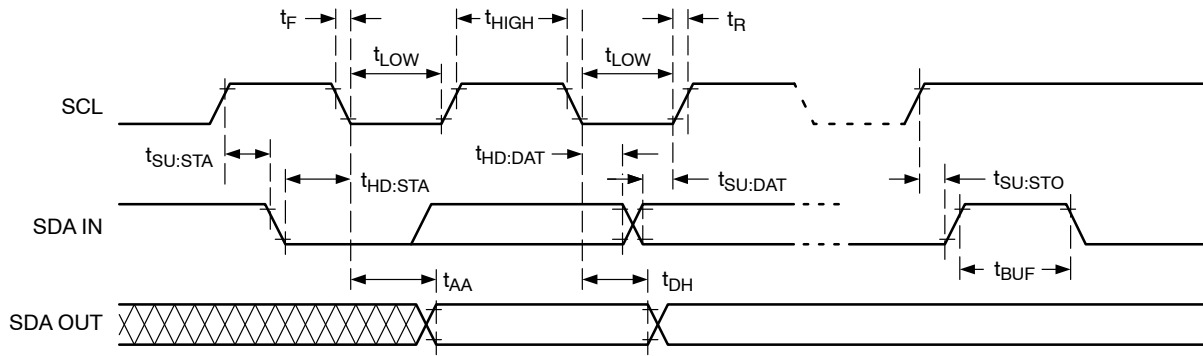 tF
tHIGH
tR
tLOW
tLOW
SCL
tSU:STA
tHD:STA
tHD:DAT
tSU:DAT
tSU:STO
SDA IN
tAA
tDH
tBUF
SDA OUT